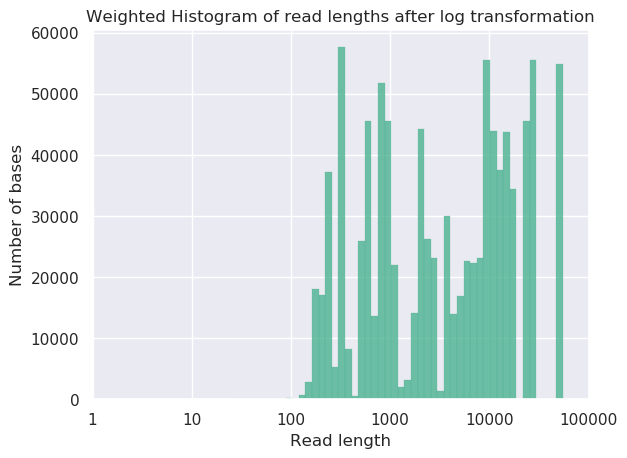 Weighted Histogram of read lengths after log transformation
60000
50000
40000
30000
20000
10000
0
Number of bases
1 10 100 1000 10000 100000
Read length